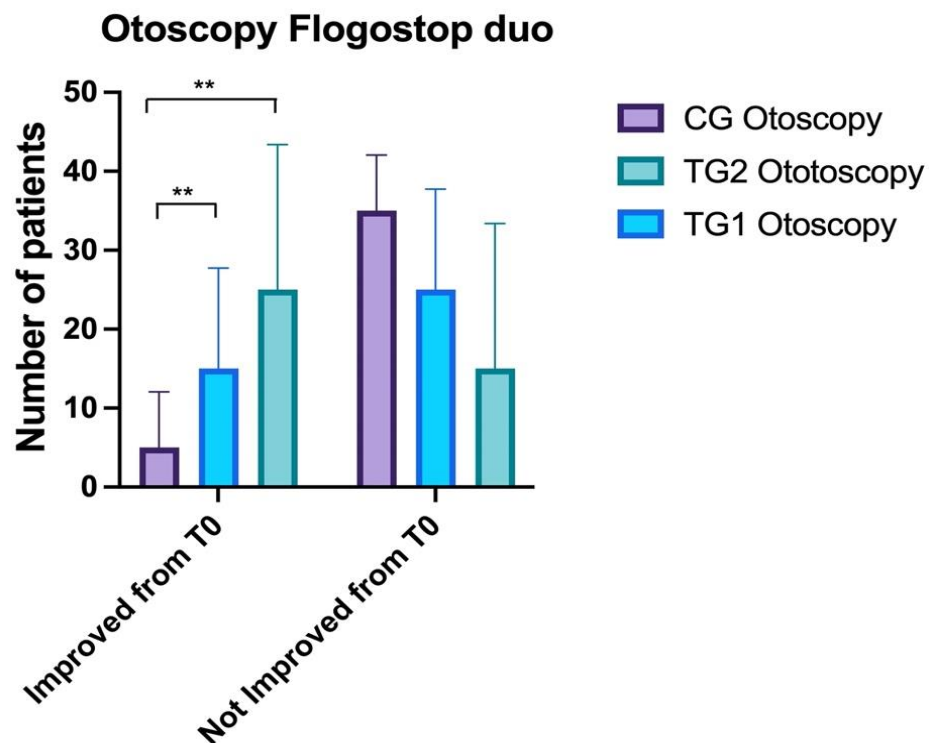 Otoscopy Flogostop duo
Number of patients
50
40
30
20
10
0
**
**
Improved from T0
Not Improved from T0
CG Otoscopy
TG2 Ototoscopy
TG1 Otoscopy